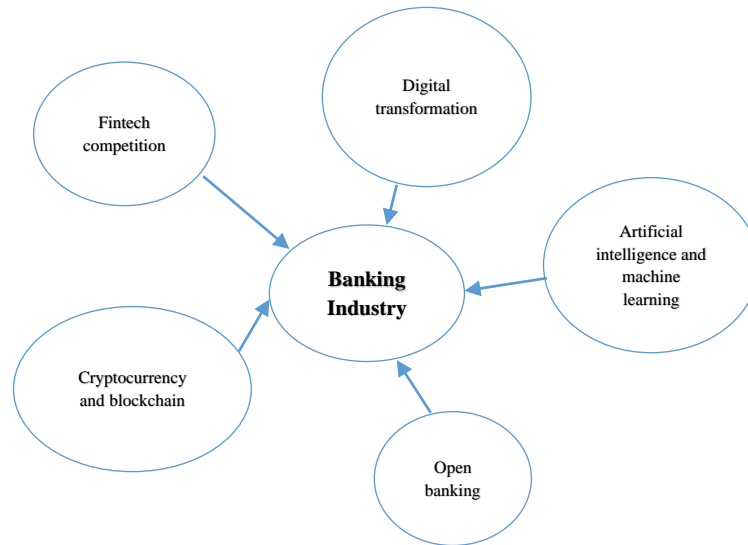 Digital
transformation
Fintech
competition
Artificial
intelligence and
machine
learning
Banking
Industry
Cryptocurrency
and blockchain
Open
banking